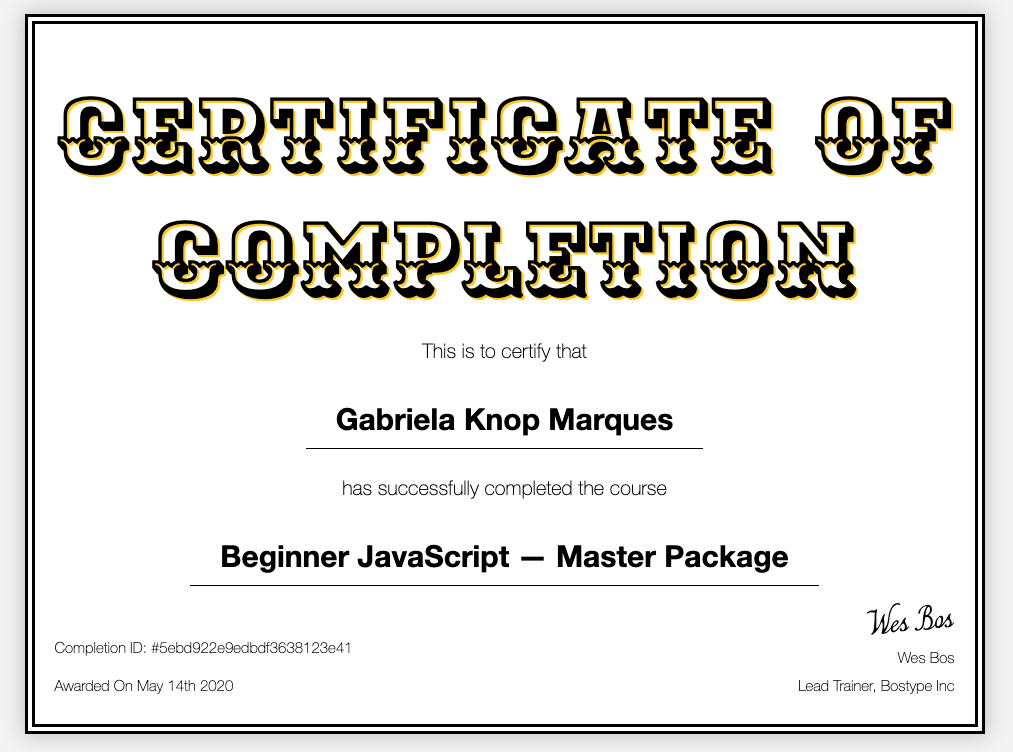 CERTIFICATE OF
COMPLETION
This is to certify that
Gabriela Knop Marques
has successfully completed the course
Beginner JavaScript — Master Package
Wes Bos
Completion ID: #5ebd922e9edbdf3638123e41
Wes Bos
Awarded On May 14th 2020
Lead Trainer, Bostype Inc